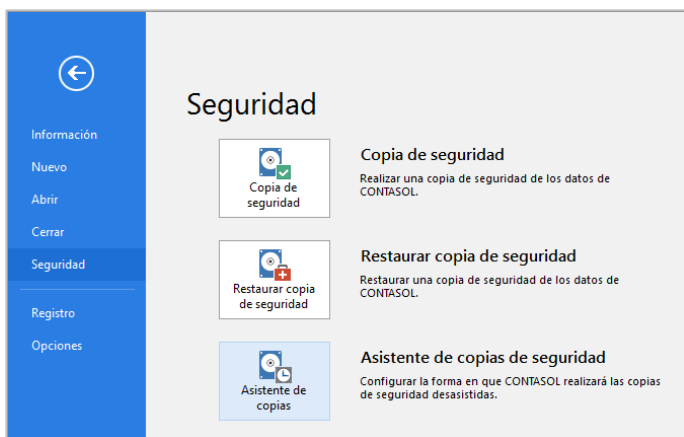 Seguridad
Información
Nuevo
Abrir
Cerrar
Seguridad
Registro
Opciones
Copia de
seguridad
Copia de seguridad
Realizar una copia de seguridad de los datos de
CONTASOL.
Restaurar copia
de seguridad
Restaurar copia de seguridad
Restaurar una copia de seguridad de los datos de
CONTASOL.
Asistente de
copias
Asistente de copias de seguridad
Configurar la forma en que CONTASOL realizará las copias
de seguridad desasistidas.